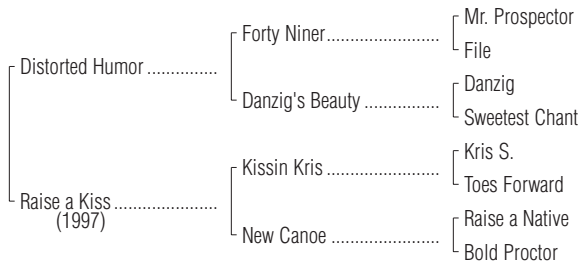 Mr. Prospector
Forty Niner........................
File
Distorted Humor ...............
Danzig
Danzig's Beauty ................
Sweetest Chant
Kris S.
Kissin Kris.........................
Toes Forward
Raise a Kiss ......................
(1997)
Raise a Native
New Canoe .......................
Bold Proctor